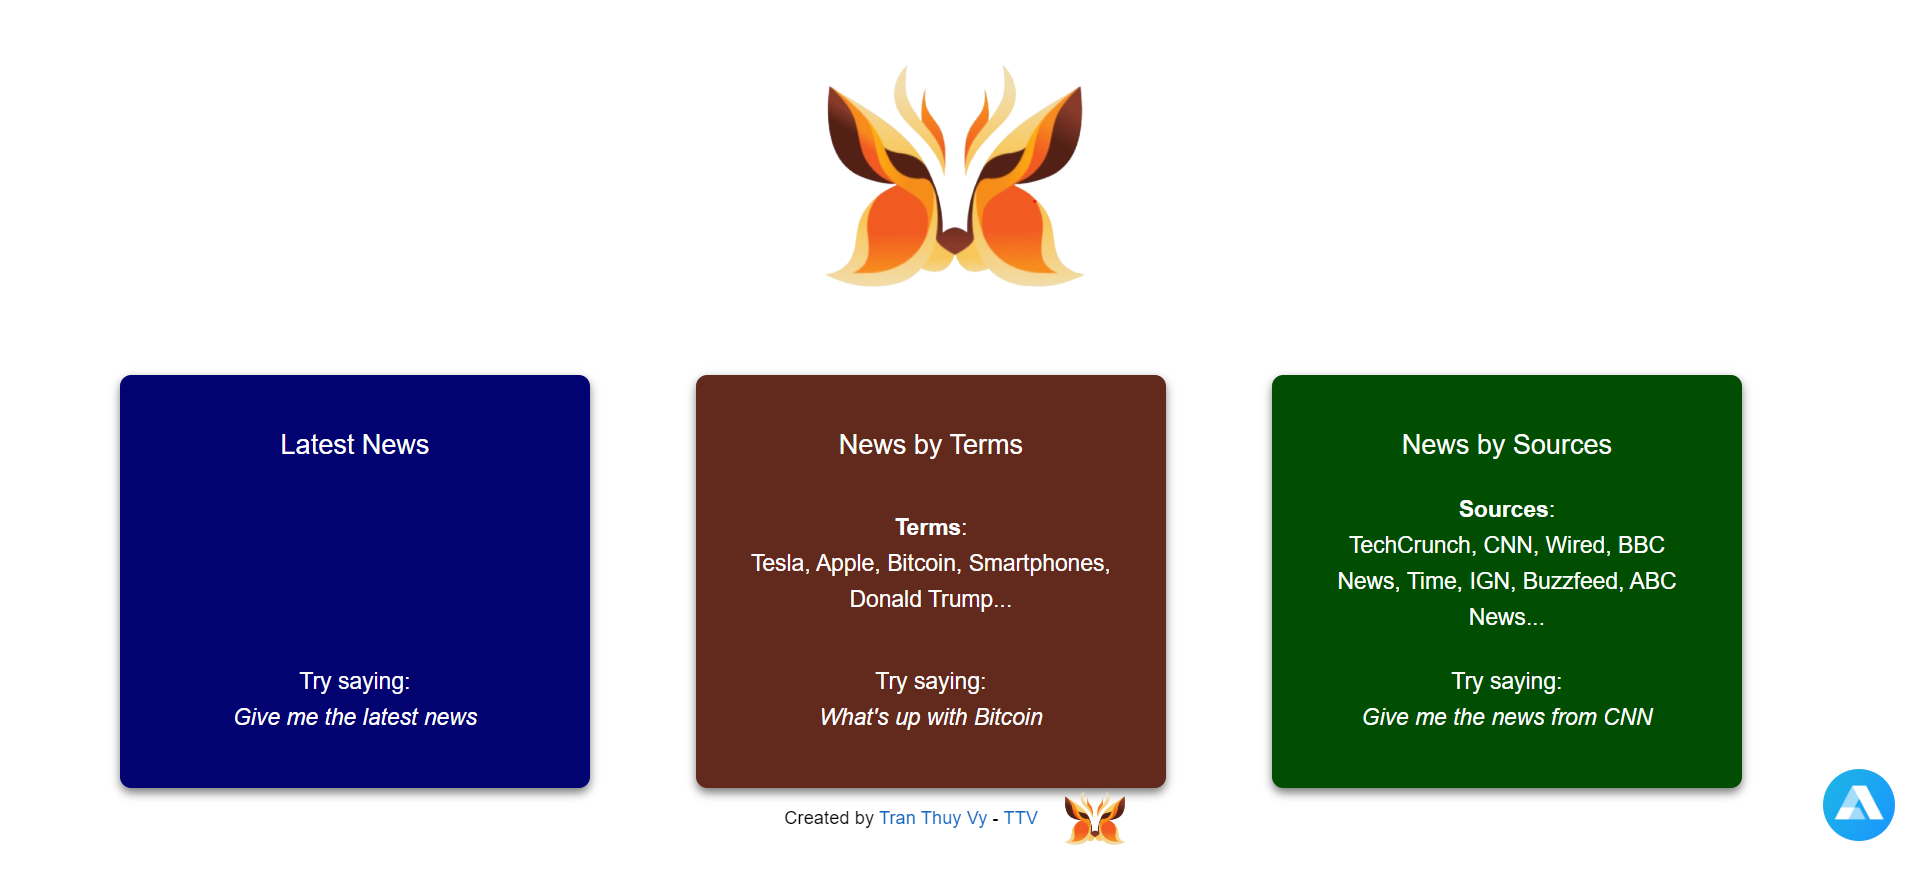 Latest News
Try saying:
Give me the latest news
News by Terms
Terms:
Tesla, Apple, Bitcoin, Smartphones,
Donald Trump...
Try saying:
What's up with Bitcoin
News by Sources
Sources:
TechCrunch, CNN, Wired, BBC
News, Time, IGN, Buzzfeed, ABC
News...
Try saying:
Give me the news from CNN
Created by Tran Thuy Vy - TTV